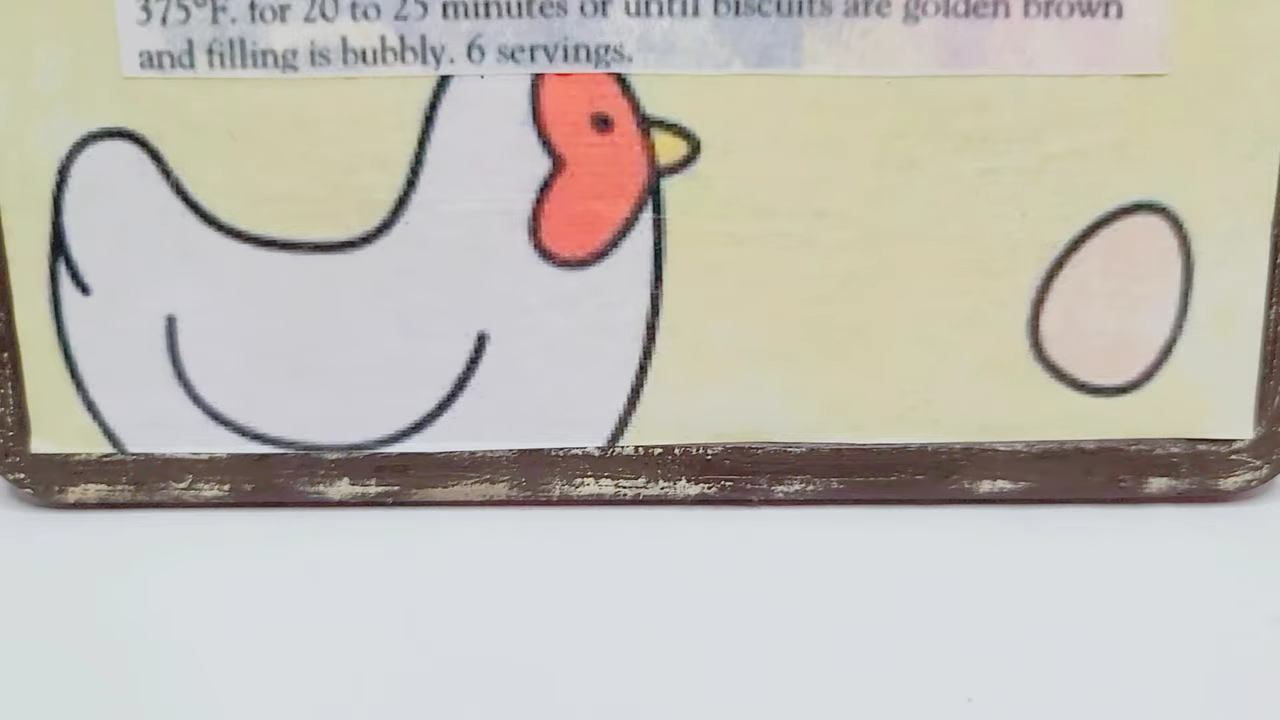 375°F. for 20 to 25 minutes or until biscuits are golden brown
and filling is bubbly. 6 servings.